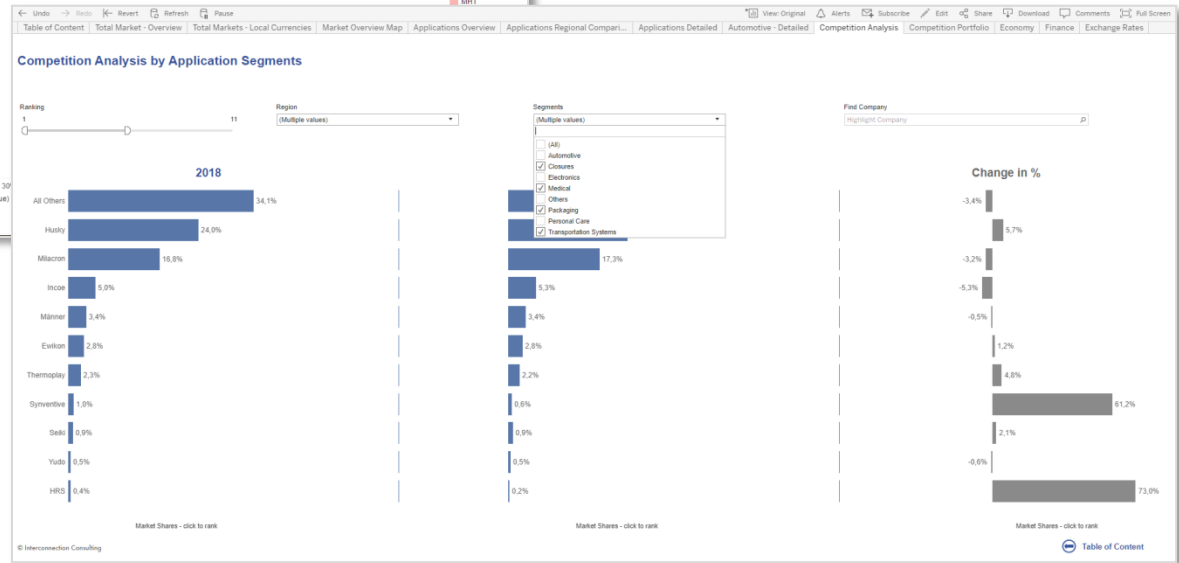 MHT
Undo Redo Revert Refresh Pause View: Original Alerts Subscribe Edit Share Download Comments Full Screen
Table of Content Total Market - Overview Total Markets - Local Currencies Market Overview Map Applications Overview Applications Regional Compari... Applications Detailed Automotive - Detailed Competition Analysis Competition Portfolio Economy Finance Exchange Rates
Competition Analysis by Application Segments
Ranking Region Segments Find Company
1 11 (Multiple values) (Multiple values) Highlight Company
(All)
Automotive
Closures
Electronics
Medical
Others
Packaging
Personal Care
Transportation Systems
2018 Change in %
All Others 34,1% -3,4%
Husky 24,0% 5,7%
Milacron 16,8% 17,3% -3,2%
Incoe 5,0% 5,3% -5,3%
Männer 3,4% 3,4% -0,5%
Ewikon 2,8% 2,8% 1,2%
Thermoplay 2,3% 2,2% 4,8%
Synventive 1,0% 0,6% 61,2%
Seiki 0,9% 0,9% 2,1%
Yudo 0,5% 0,5% -0,6%
HRS 0,4% 0,2% 73,0%
Market Shares - click to rank Market Shares - click to rank Market Shares - click to rank
© Interconnection Consulting Table of Content